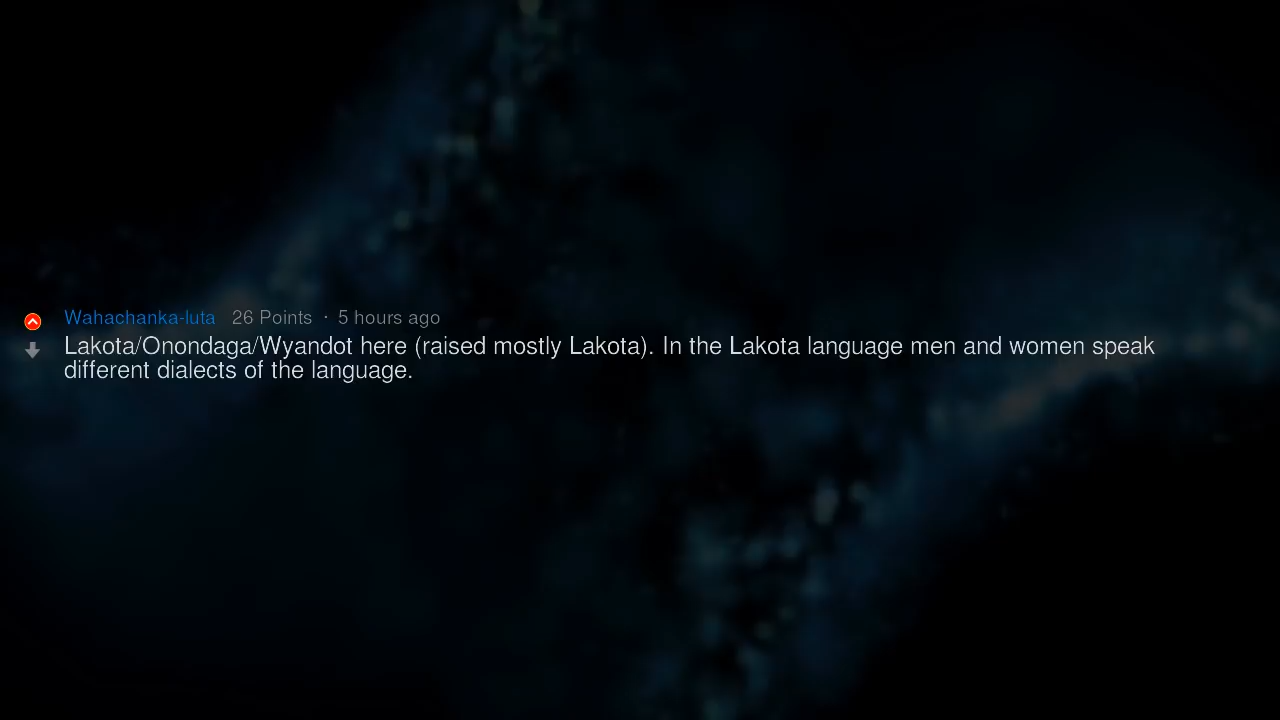 Wahachanka-luta 26 Points · 5 hours ago
Lakota/Onondaga/Wyandot here (raised mostly Lakota). In the Lakota language men and women speak
different dialects of the language.